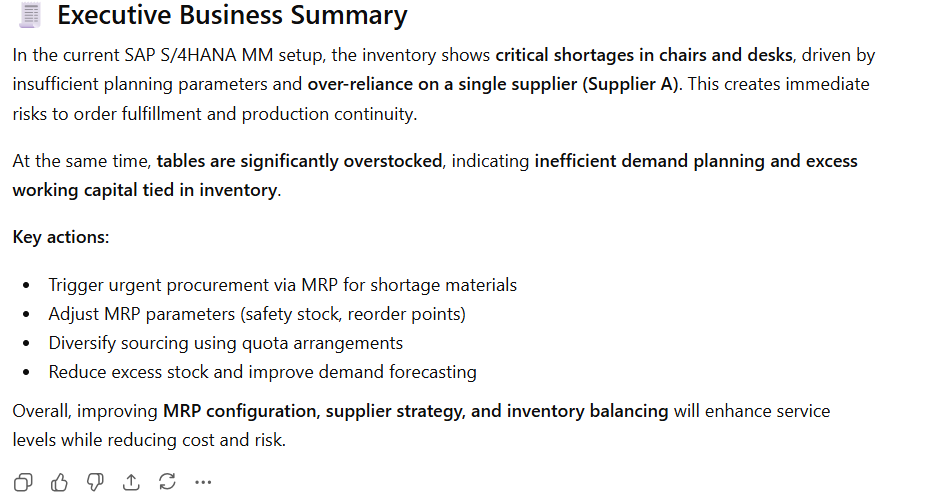 Executive Business Summary
In the current SAP S/4HANA MM setup, the inventory shows critical shortages in chairs and desks, driven by
insufficient planning parameters and over-reliance on a single supplier (Supplier A). This creates immediate
risks to order fulfillment and production continuity.
At the same time, tables are significantly overstocked, indicating inefficient demand planning and excess
working capital tied in inventory.
Key actions:
• Trigger urgent procurement via MRP for shortage materials
• Adjust MRP parameters (safety stock, reorder points)
• Diversify sourcing using quota arrangements
• Reduce excess stock and improve demand forecasting
Overall, improving MRP configuration, supplier strategy, and inventory balancing will enhance service
levels while reducing cost and risk.